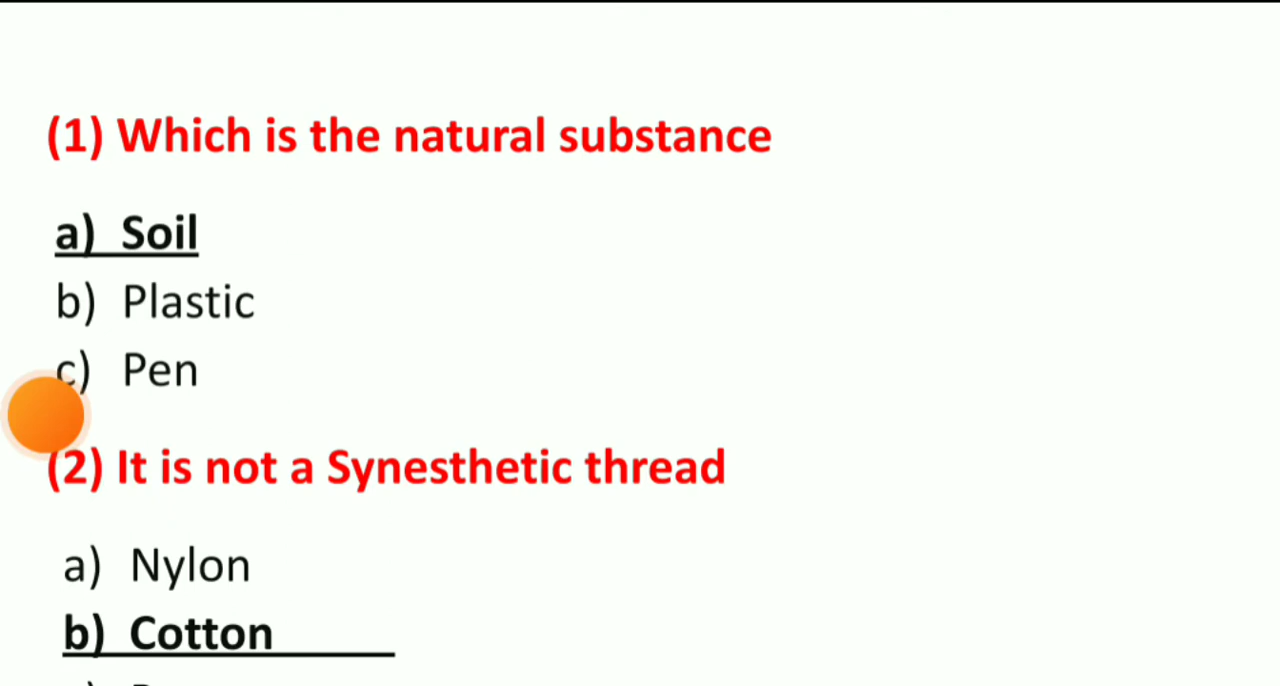 (1) Which is the natural substance
a) Soil
b) Plastic
c) Pen
(2) It is not a Synesthetic thread
a) Nylon
b) Cotton